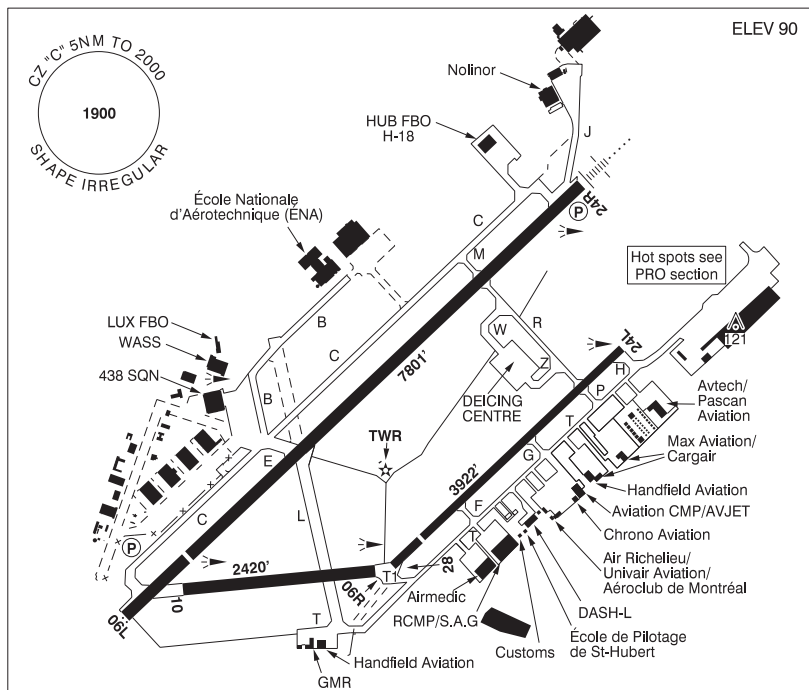 ELEV 90
CZ "C" 5NM TO 2000
1900
SHAPE IRREGULAR
Nolinor
HUB FBO
H-18
J
École Nationale
d'Aérotechnique (ÉNA)
C
24R
P
M
Hot spots see
PRO section
LUX FBO
WASS
438 SQN
B
C
7801'
W
R
Z
24L
121
DEICING
CENTRE
H
P
B
T
Avtech/
Pascan
Aviation
TWR
E
G
Max Aviation/
Cargair
3922'
L
F
Handfield Aviation
Aviation CMP/AVJET
C
T
Chrono Aviation
P
2420'
28
T1
06R
10
06L
Air Richelieu/
Univair Aviation/
Aéroclub de Montréal
Airmedic
RCMP/S.A.G
DASH-L
T
Customs
École de Pilotage
de St-Hubert
Handfield Aviation
GMR